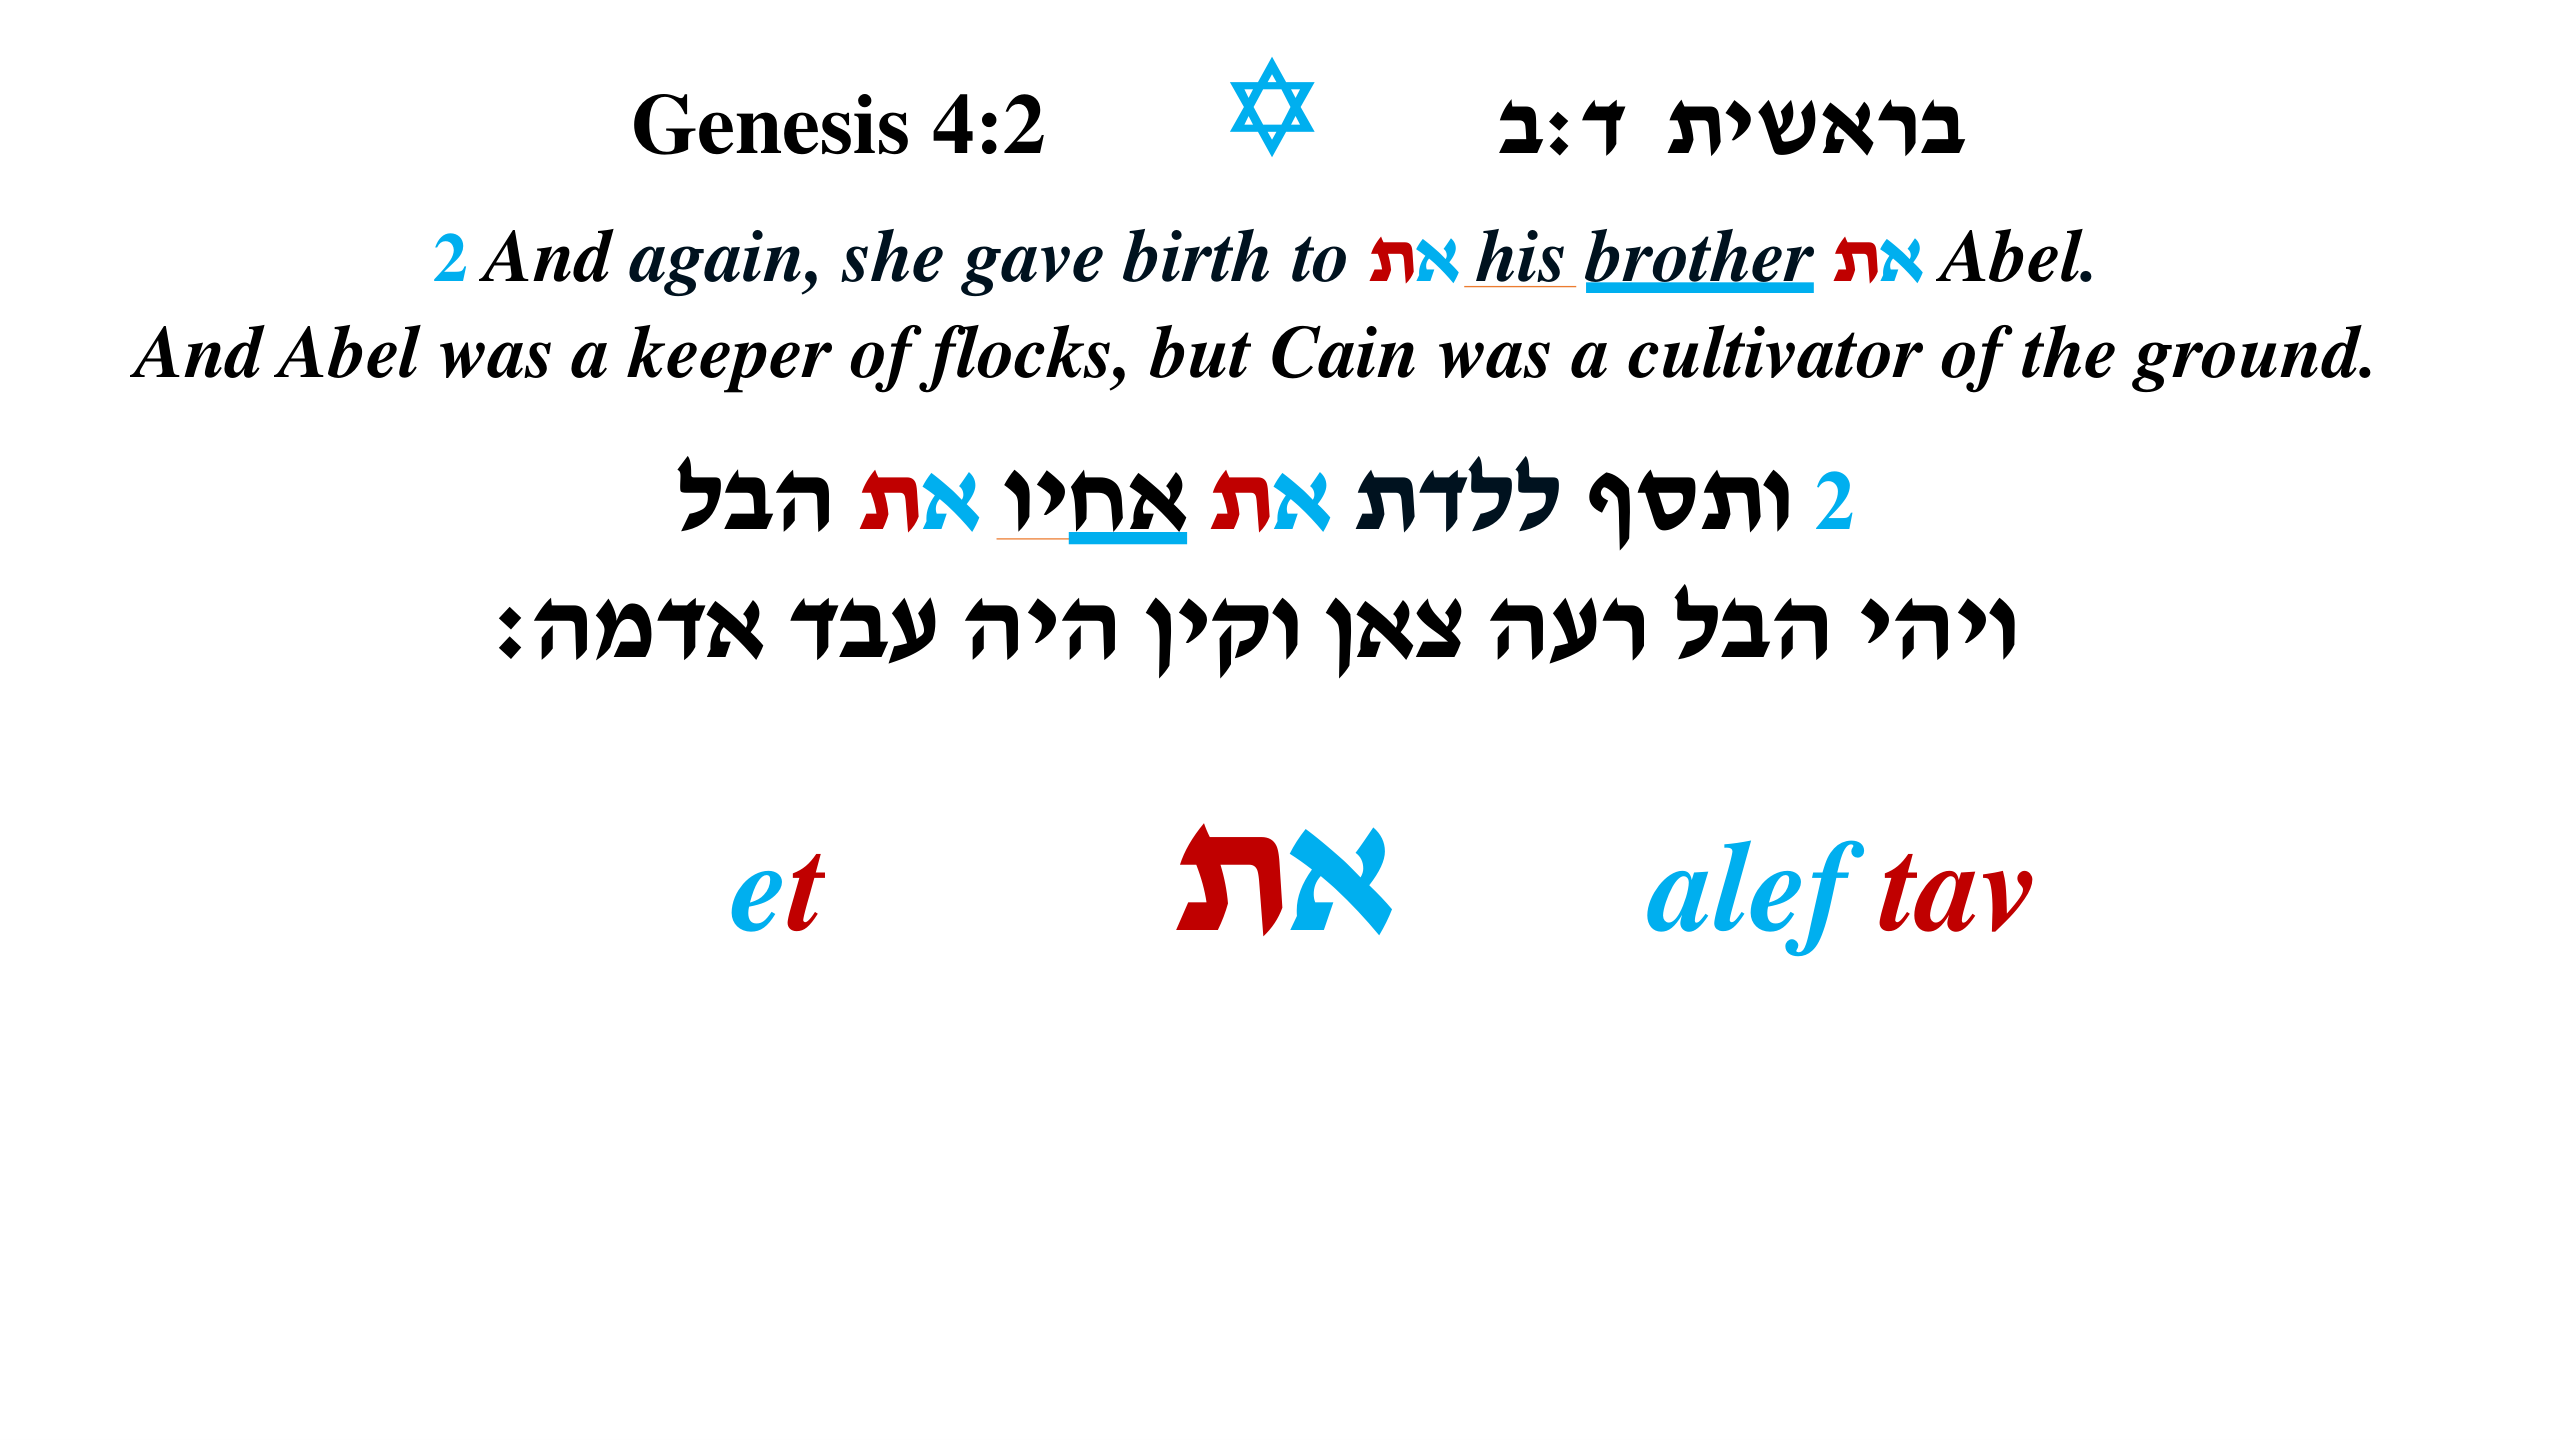 Genesis 4:2 ✡ בראשית ד:ב
2 And again, she gave birth to את his brother את Abel.
And Abel was a keeper of flocks, but Cain was a cultivator of the ground.
2 ותסף ללדת את אחיו את הבל
ויהי הבל רעה צאן וקין היה עבד אדמה:
et את alef tav